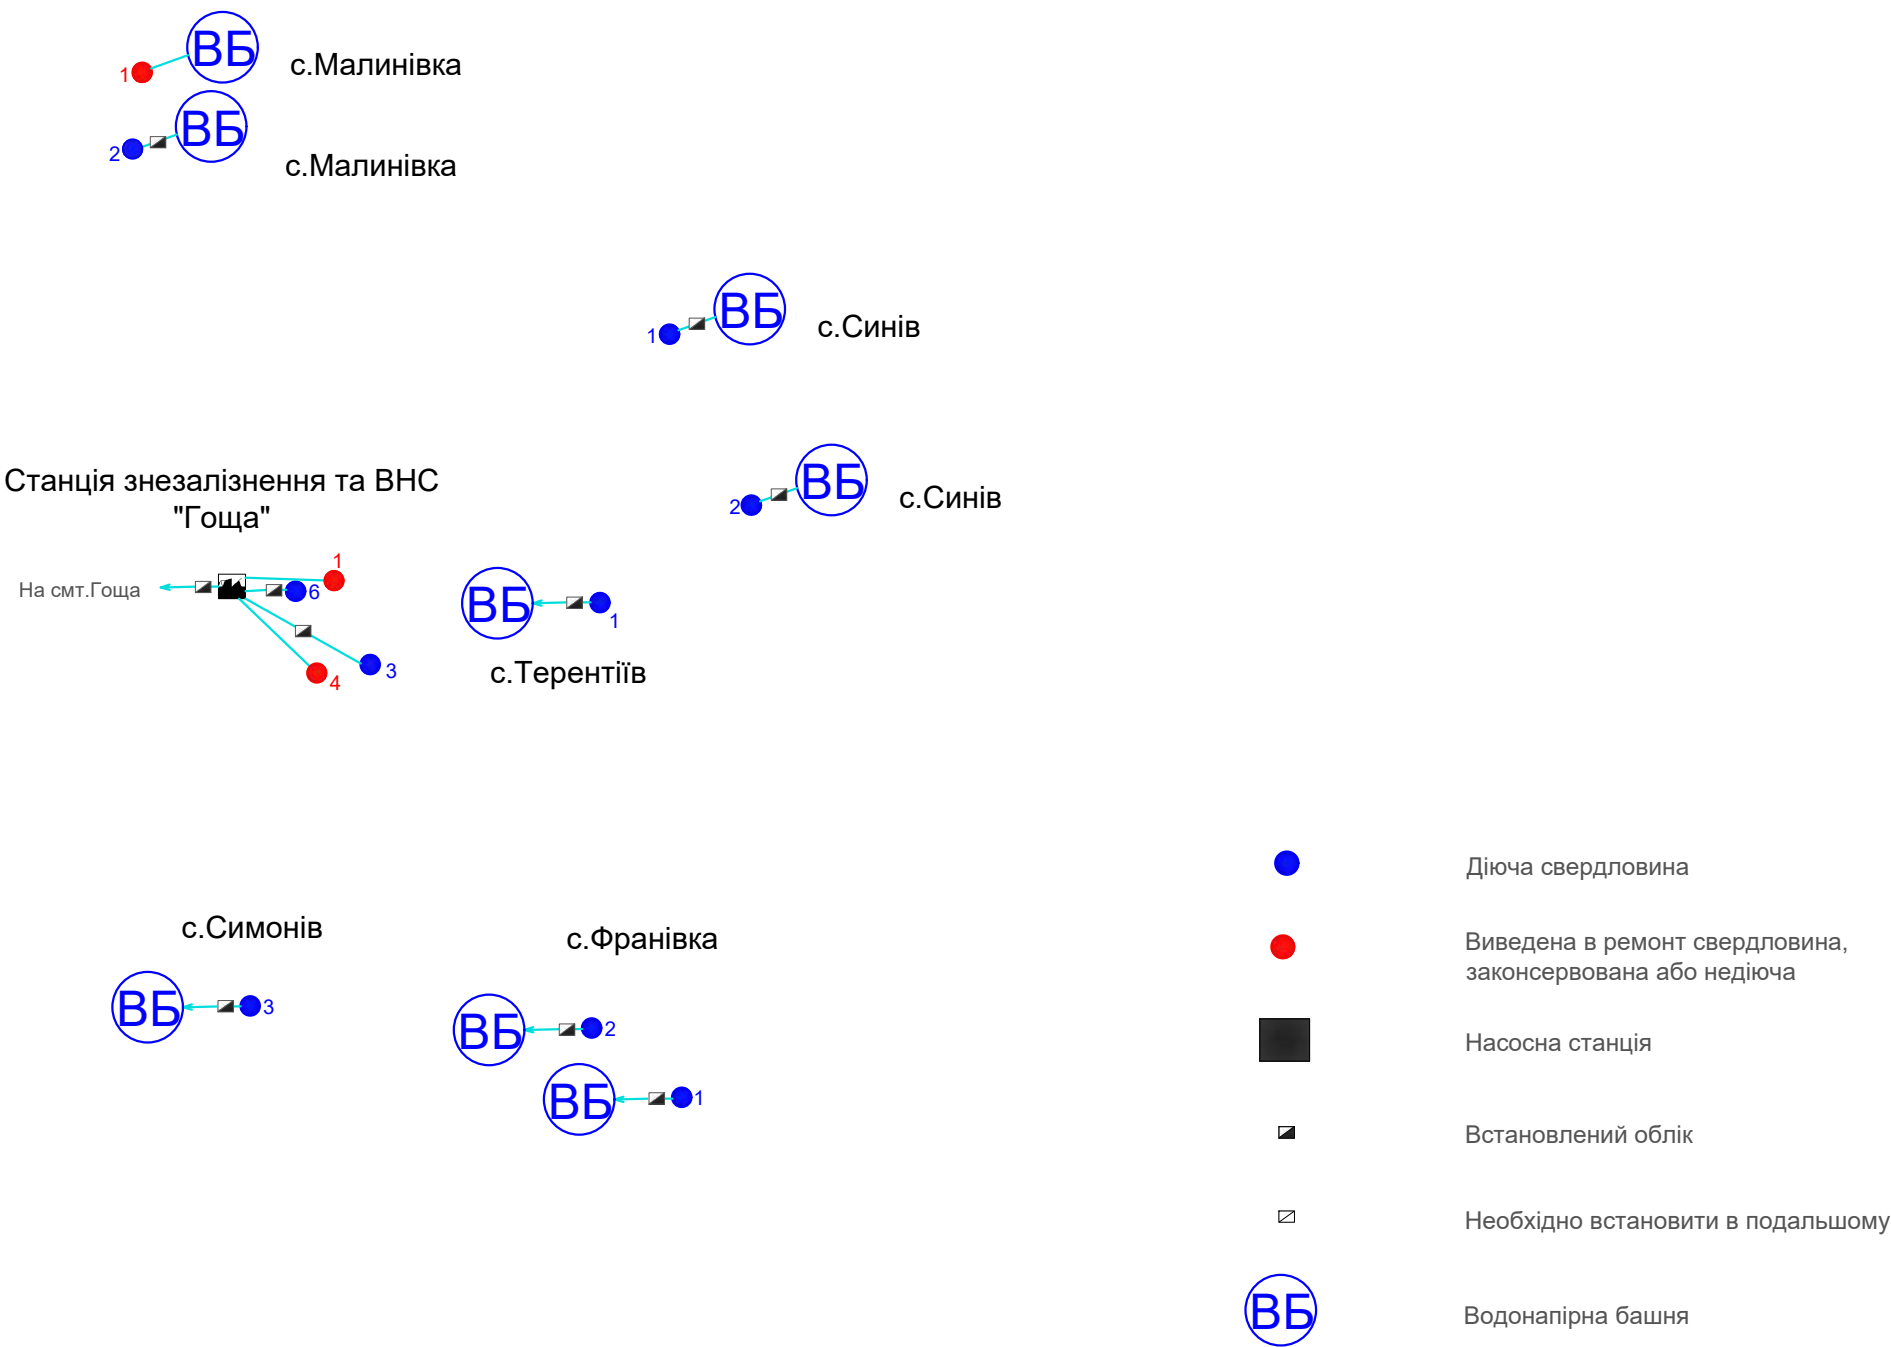 ВБ
с.Малинівка
1
ВБ
2
с.Малинівка
ВБ
1
с.Синів
ВБ
2
с.Синів
Станція знезалізнення та ВНС
"Гоща"
На смт.Гоща
1
6
3
4
ВБ
1
с.Терентіїв
с.Симонів
ВБ
3
с.Франівка
ВБ
2
ВБ
1
Діюча свердловина
Виведена в ремонт свердловина,
законсервована або недіюча
Насосна станція
Встановлений облік
Необхідно встановити в подальшому
ВБ
Водонапірна башня